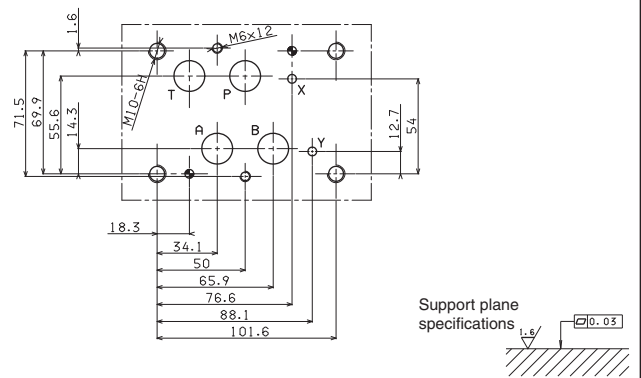 1.6
M6x12
M10-6H
T
P
X
71.5
69.9
55.6
14.3
A
B
Y
12.7
54
18.3
34.1
50
65.9
76.6
88.1
101.6
Support plane
specifications
1.6
0.03